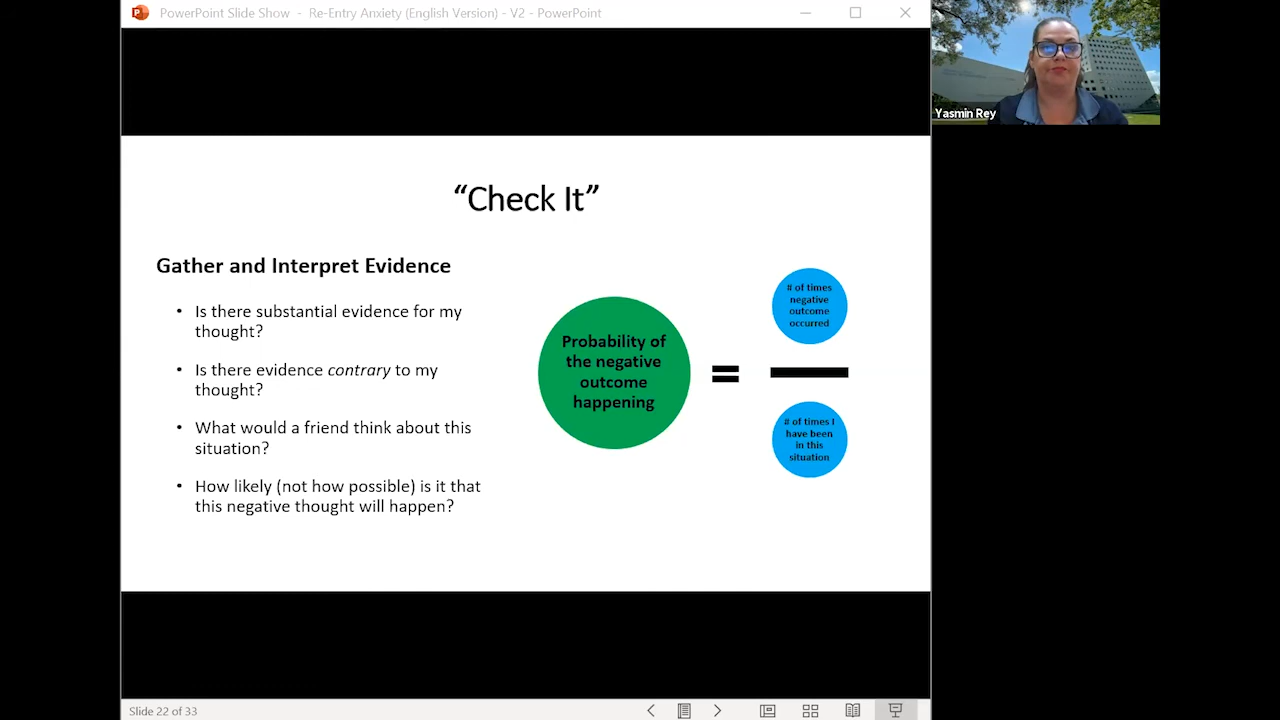 PowerPoint Slide Show - Re-Entry Anxiety (English Version) - V2 - PowerPoint
Yasmin Rey
“Check It”
Gather and Interpret Evidence
• Is there substantial evidence for my
thought?
• Is there evidence contrary to my
thought?
• What would a friend think about this
situation?
• How likely (not how possible) is it that
this negative thought will happen?
Probability of
the negative
outcome
happening
=
# of times
negative
outcome
occurred
# of times I
have been
in this
situation
Slide 22 of 33